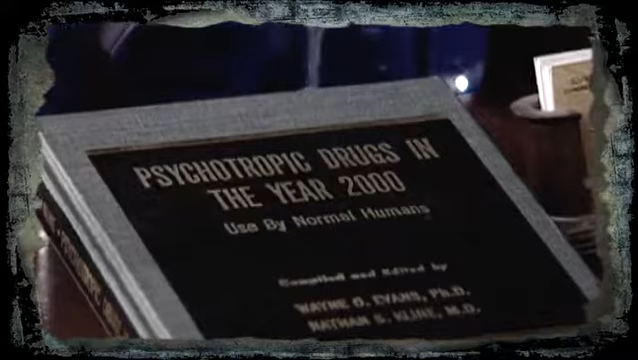 PSYCHOTROPIC DRUGS IN
THE YEAR 2000
Use By Normal Humans
Compiled and Edited by
WAYNE O. EVANS, Ph.D.
NATHAN S. KLINE, M.D.